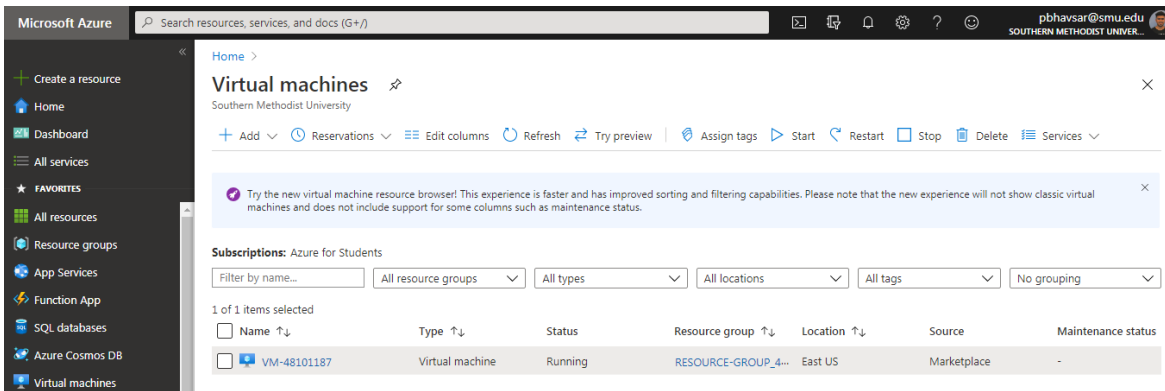 Microsoft Azure
Search resources, services, and docs (G+/)
pbhavsar@smu.edu
SOUTHERN METHODIST UNIVER...
Create a resource
Home
Dashboard
All services
FAVORITES
All resources
Resource groups
App Services
Function App
SQL databases
Azure Cosmos DB
Virtual machines
Home >
Virtual machines
Southern Methodist University
Add Reservations Edit columns Refresh Try preview Assign tags Start Restart Stop Delete Services
Try the new virtual machine resource browser! This experience is faster and has improved sorting and filtering capabilities. Please note that the new experience will not show classic virtual
machines and does not include support for some columns such as maintenance status.
Subscriptions: Azure for Students
Filter by name... All resource groups All types All locations All tags No grouping
1 of 1 items selected
Name ↑↓ Type ↑↓ Status Resource group ↑↓ Location ↑↓ Source Maintenance status
VM-48101187 Virtual machine Running RESOURCE-GROUP_4... East US Marketplace -